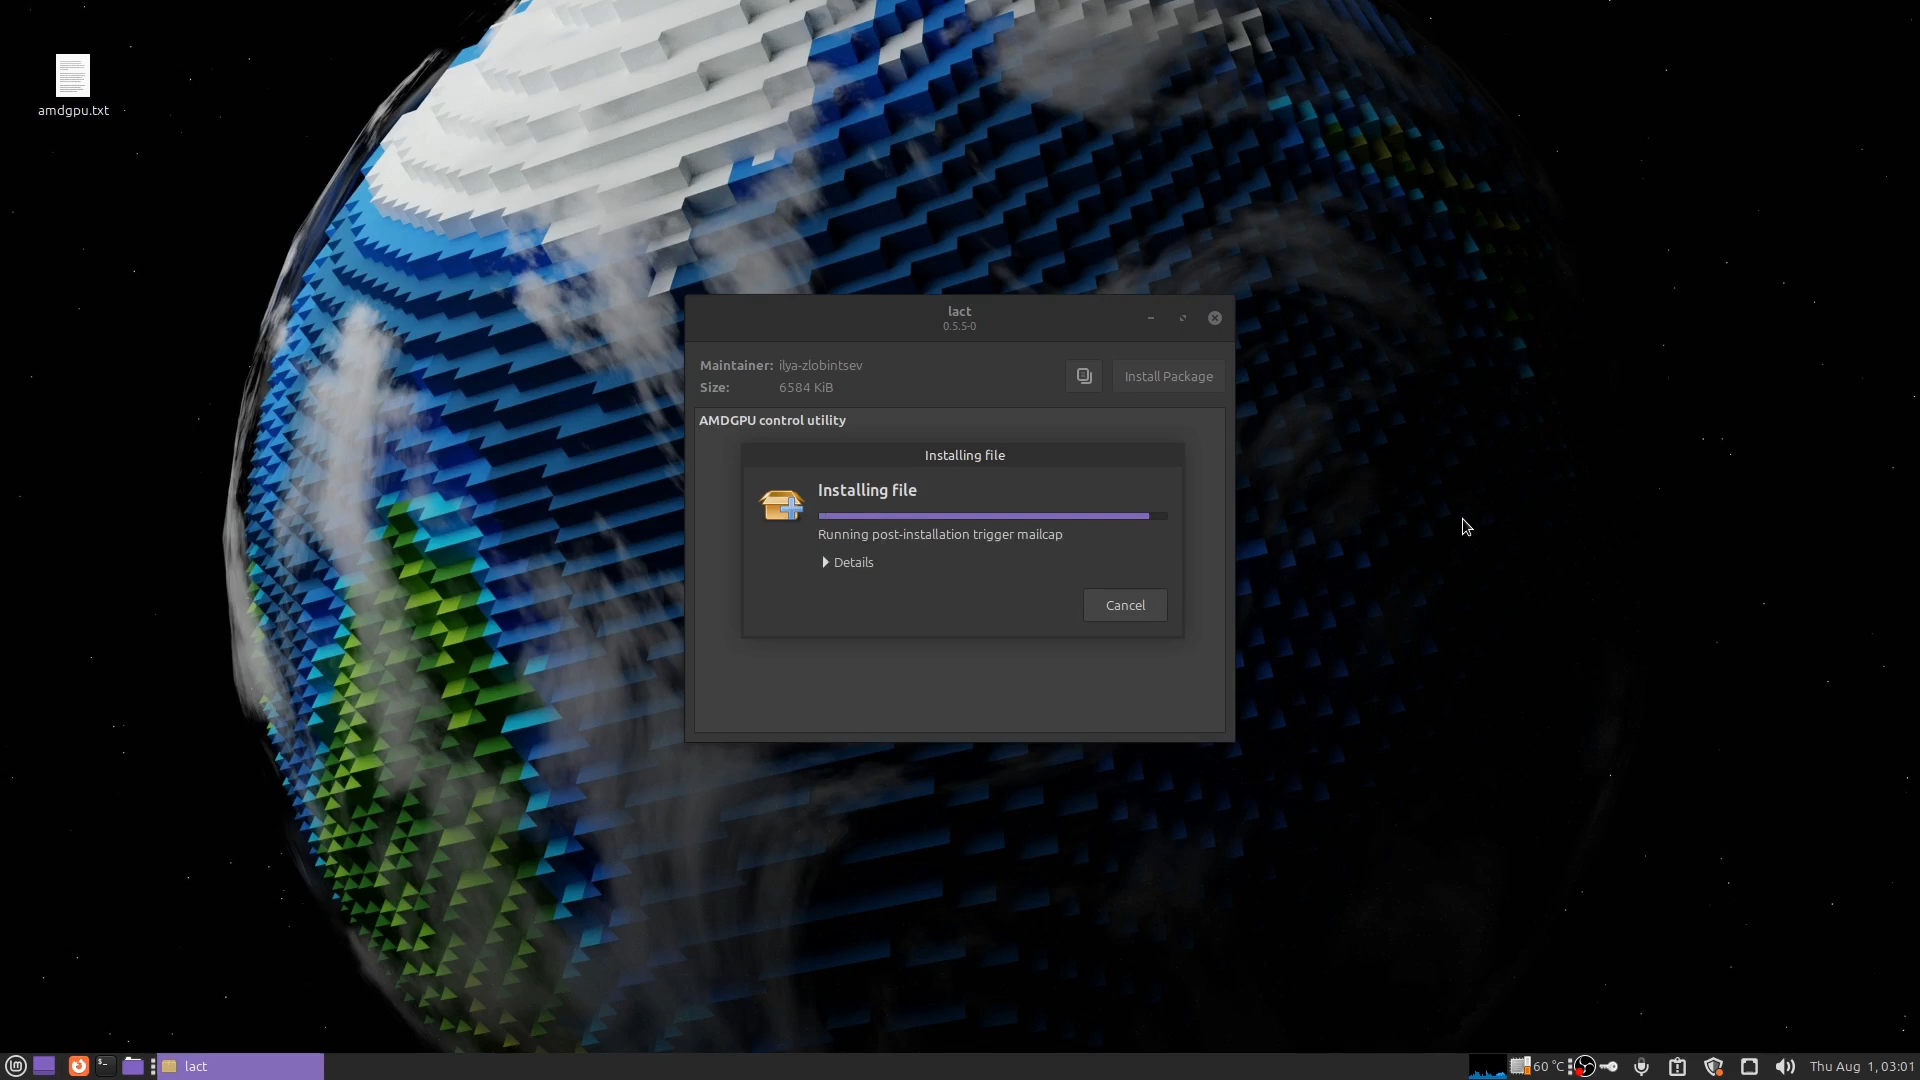 amdgpu.txt
lact
0.5.5-0
Maintainer: ilya-zlobintsev
Size: 6584 KiB
Install Package
AMDGPU control utility
Installing file
Installing file
Running post-installation trigger mailcap
Details
Cancel
lact
60 °C
Thu Aug 1, 03:01